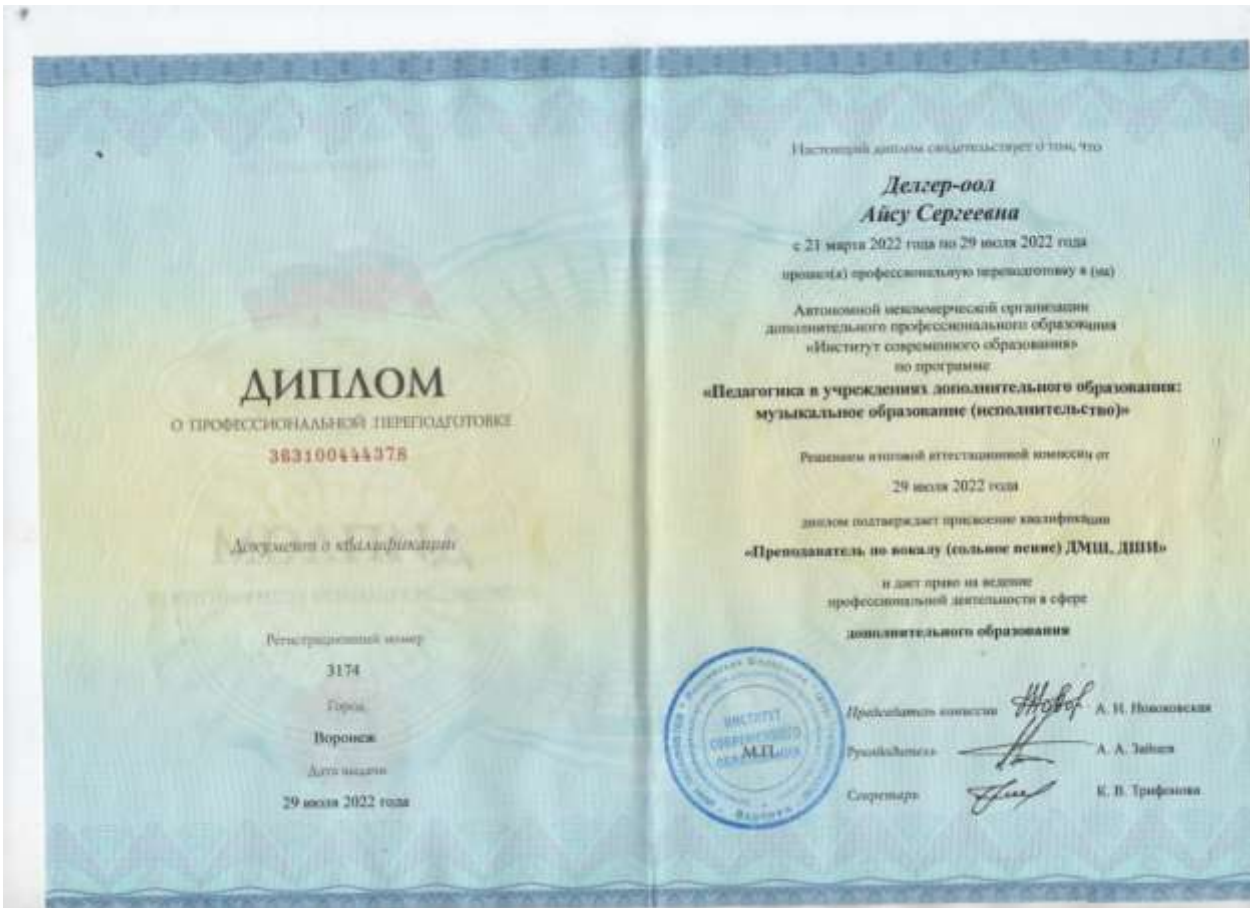 ДИПЛОМ
О ПРОФЕССИОНАЛЬНОЙ ПЕРЕПОДГОТОВКЕ
363100444378
Документ о квалификации
Регистрационный номер
3174
Город
Воронеж
Дата выдачи
29 июля 2022 года
Настоящий диплом свидетельствует о том, что
Делгер-оол
Айсу Сергеевна
с 21 марта 2022 года по 29 июля 2022 года
прошел(а) профессиональную переподготовку в (на)
Автономной некоммерческой организации
дополнительного профессионального образования
«Институт современного образования»
по программе
«Педагогика в учреждениях дополнительного образования:
музыкальное образование (исполнительство)»
Решением итоговой аттестационной комиссии от
29 июля 2022 года
диплом подтверждает присвоение квалификации
«Преподаватель по вокалу (сольное пение) ДМШ, ДШИ»
и дает право на ведение
профессиональной деятельности в сфере
дополнительного образования
ИНСТИТУТ
СОВРЕМЕННОГО
ОБРАЗОВАНИЯ
М.П.
Председатель комиссии А. Н.
Руководитель А. А. Зайцев
Секретарь К. В. Трифонова